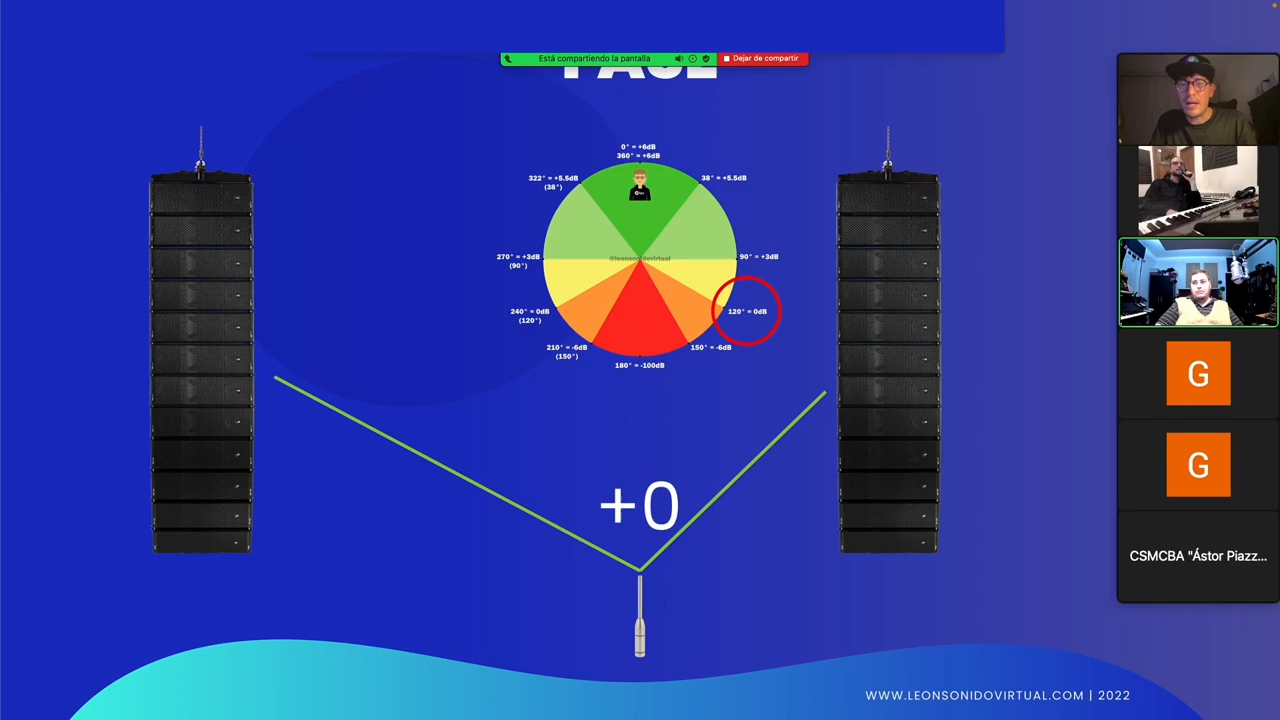 Está compartiendo la pantalla
Dejar de compartir
FASE
0° = +6dB
360° = +6dB
322° = +5.5dB
(38°)
38° = +5.5dB
270° = +3dB
(90°)
90° = +3dB
@leonsonidovirtual
240° = 0dB
(120°)
120° = 0dB
210° = -6dB
(150°)
150° = -6dB
180° = -100dB
+0
G
G
CSMCBA "Ástor Piazz...
WWW.LEONSONIDOVIRTUAL.COM | 2022